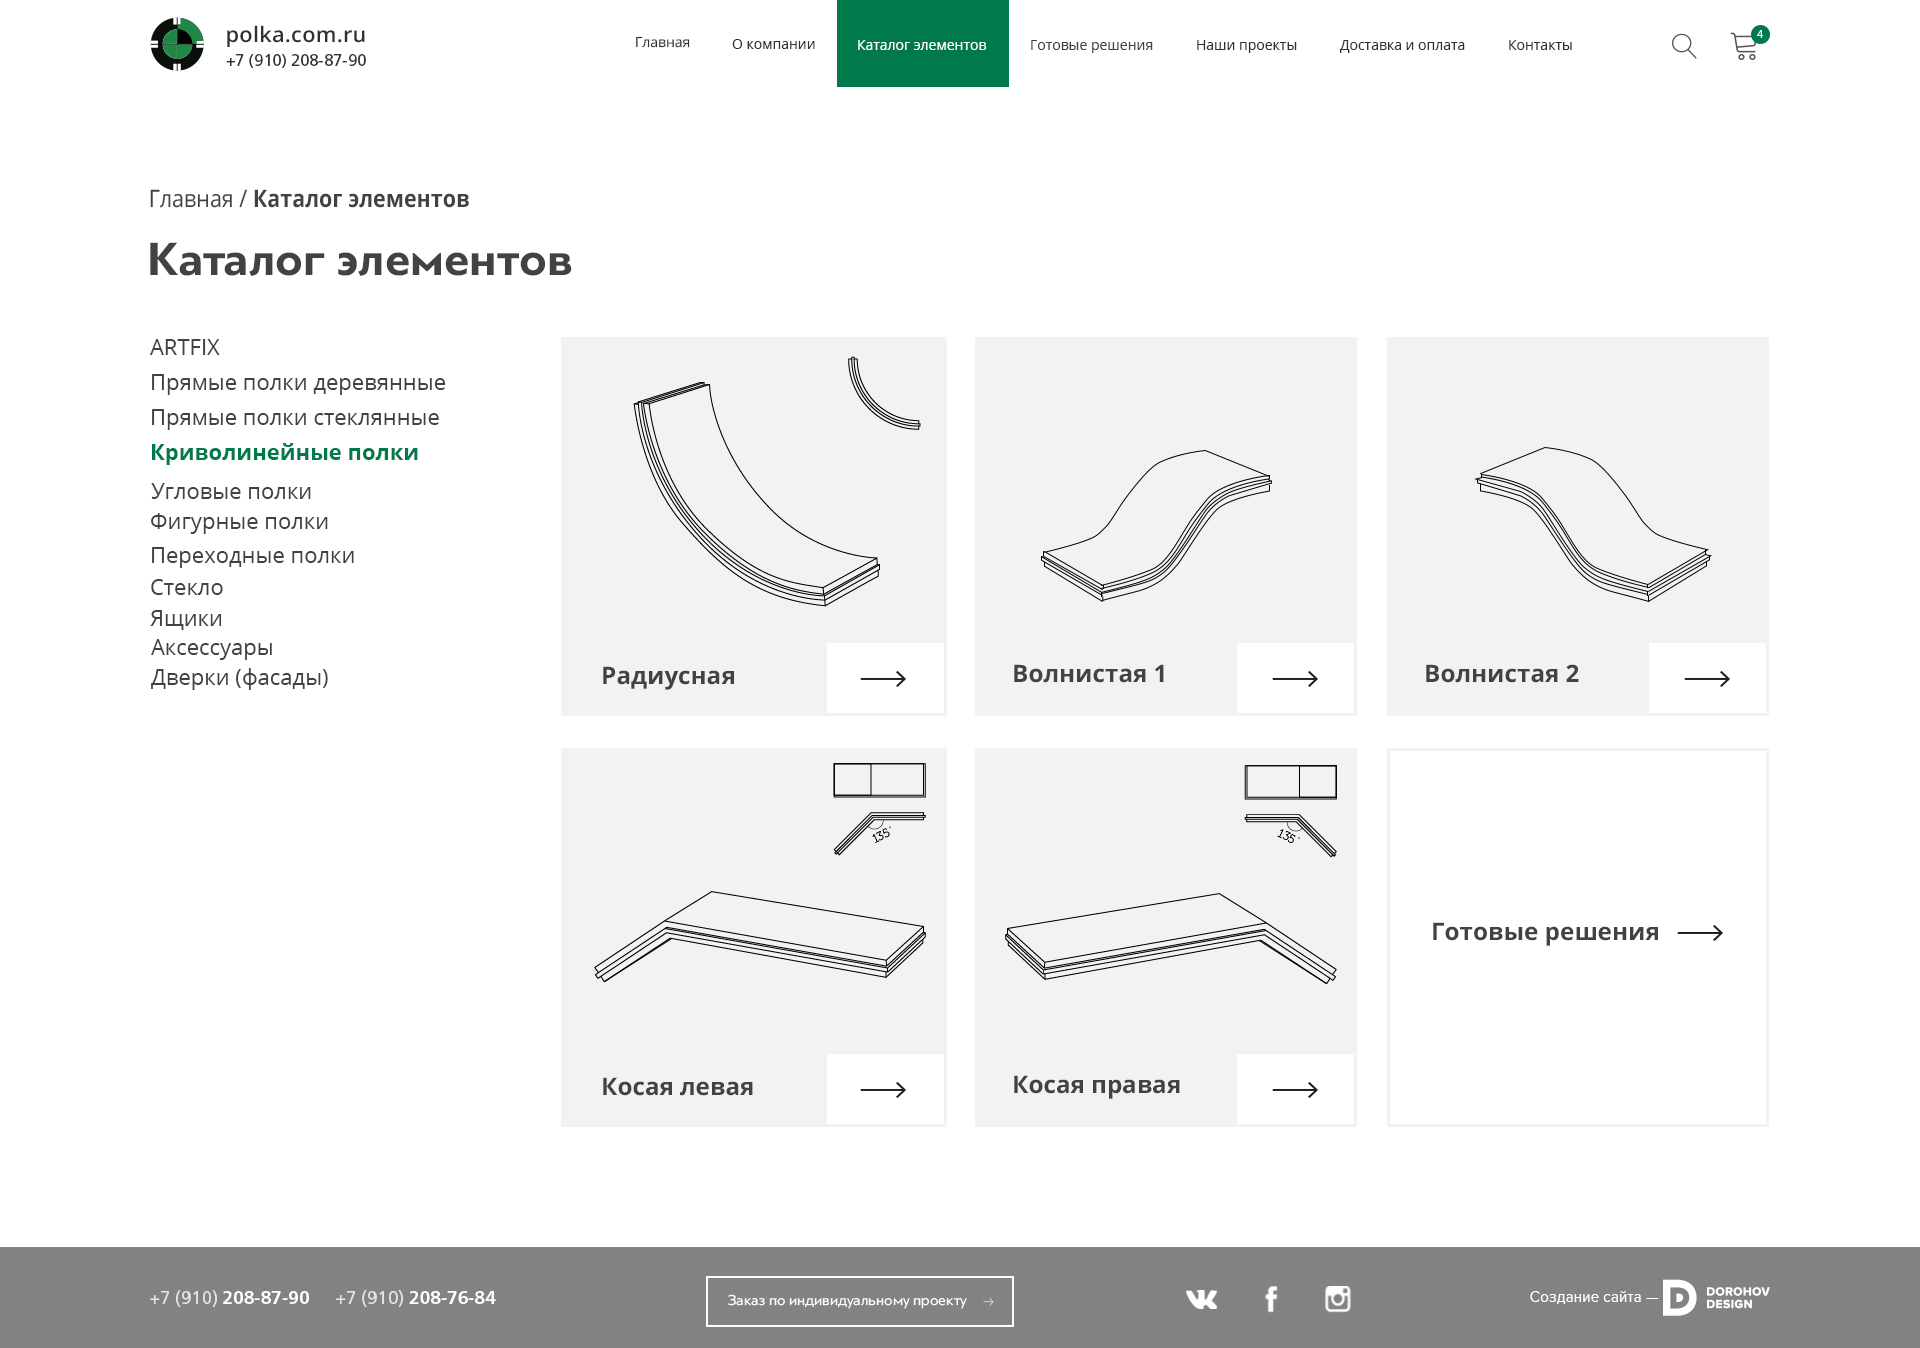 polka.com.ru
+7 (910) 208-87-90
Главная
О компании
Каталог элементов
Готовые решения
Наши проекты
Доставка и оплата
Контакты
4
Главная / Каталог элементов
Каталог элементов
ARTFIX
Прямые полки деревянные
Прямые полки стеклянные
Криволинейные полки
Угловые полки
Фигурные полки
Переходные полки
Стекло
Ящики
Аксессуары
Дверки (фасады)
Радиусная
Волнистая 1
Волнистая 2
135°
Косая левая
135°
Косая правая
Готовые решения
+7 (910) 208-87-90
+7 (910) 208-76-84
Заказ по индивидуальному проекту
Создание сайта —
DOROHOV
DESIGN